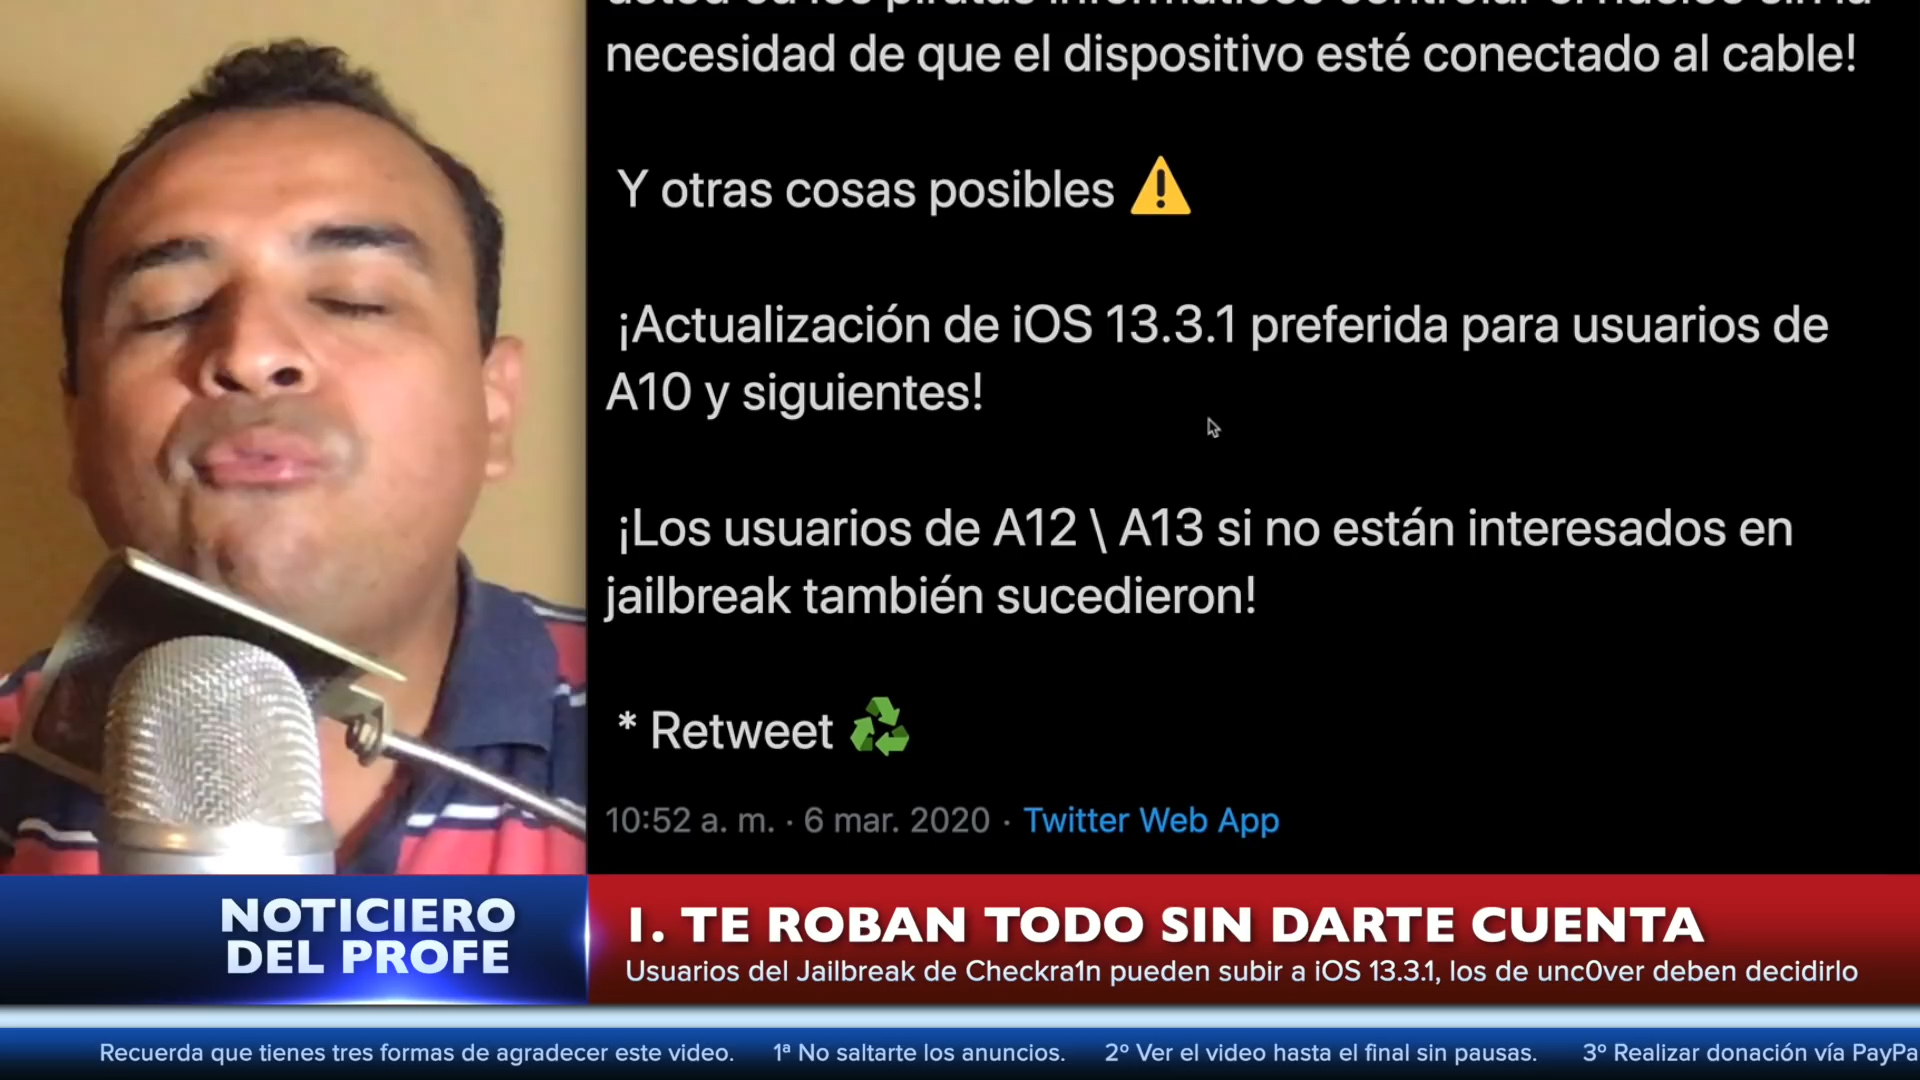 necesidad de que el dispositivo esté conectado al cable!
Y otras cosas posibles ⚠️
¡Actualización de iOS 13.3.1 preferida para usuarios de
A10 y siguientes!
¡Los usuarios de A12 \ A13 si no están interesados en
jailbreak también sucedieron!
* Retweet ♻️
10:52 a. m. · 6 mar. 2020 · Twitter Web App
NOTICIERO
DEL PROFE
1. TE ROBAN TODO SIN DARTE CUENTA
Usuarios del Jailbreak de Checkra1n pueden subir a iOS 13.3.1, los de unc0ver deben decidirlo
Recuerda que tienes tres formas de agradecer este video. 1ª No saltarte los anuncios. 2º Ver el video hasta el final sin pausas. 3º Realizar donación vía PayPa